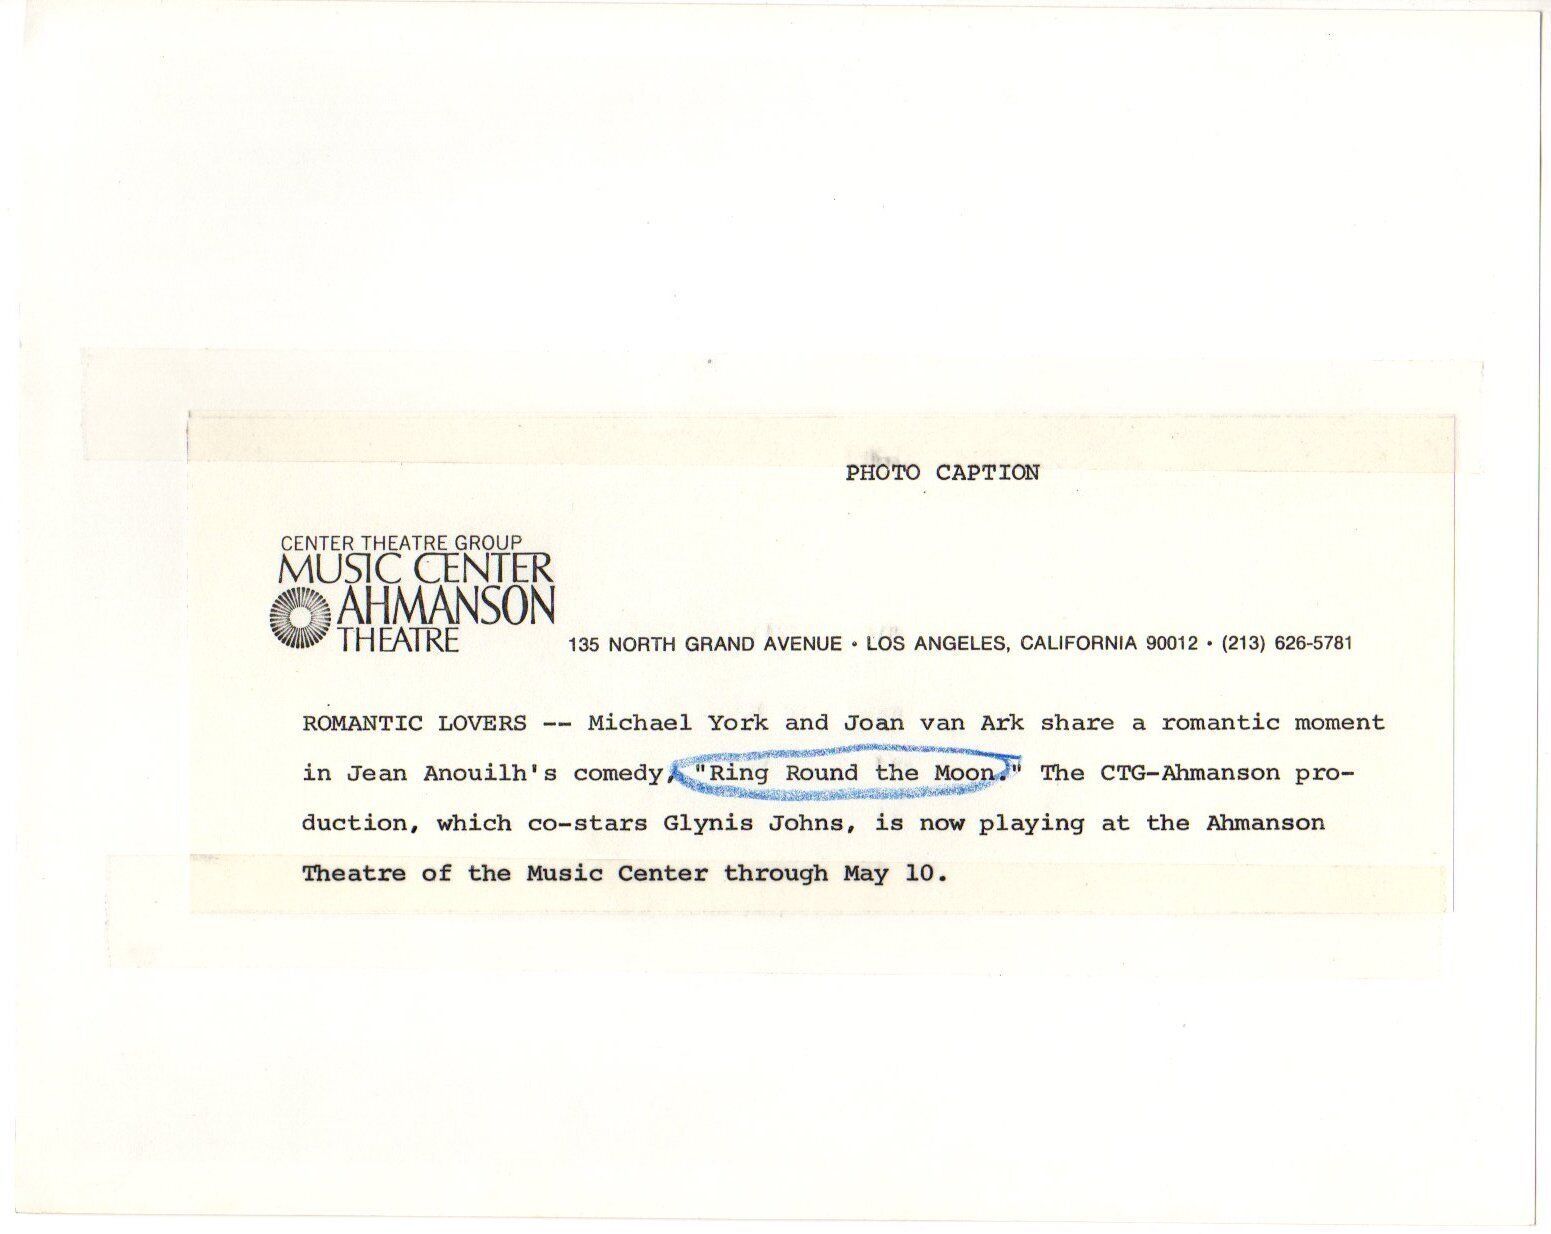 PHOTO CAPTION
CENTER THEATRE GROUP
MUSIC CENTER
AHMANSON
THEATRE
135 NORTH GRAND AVENUE • LOS ANGELES, CALIFORNIA 90012 • (213) 626-5781
ROMANTIC LOVERS -- Michael York and Joan van Ark share a romantic moment
in Jean Anouilh's comedy, "Ring Round the Moon." The CTG-Ahmanson pro-
duction, which co-stars Glynis Johns, is now playing at the Ahmanson
Theatre of the Music Center through May 10.